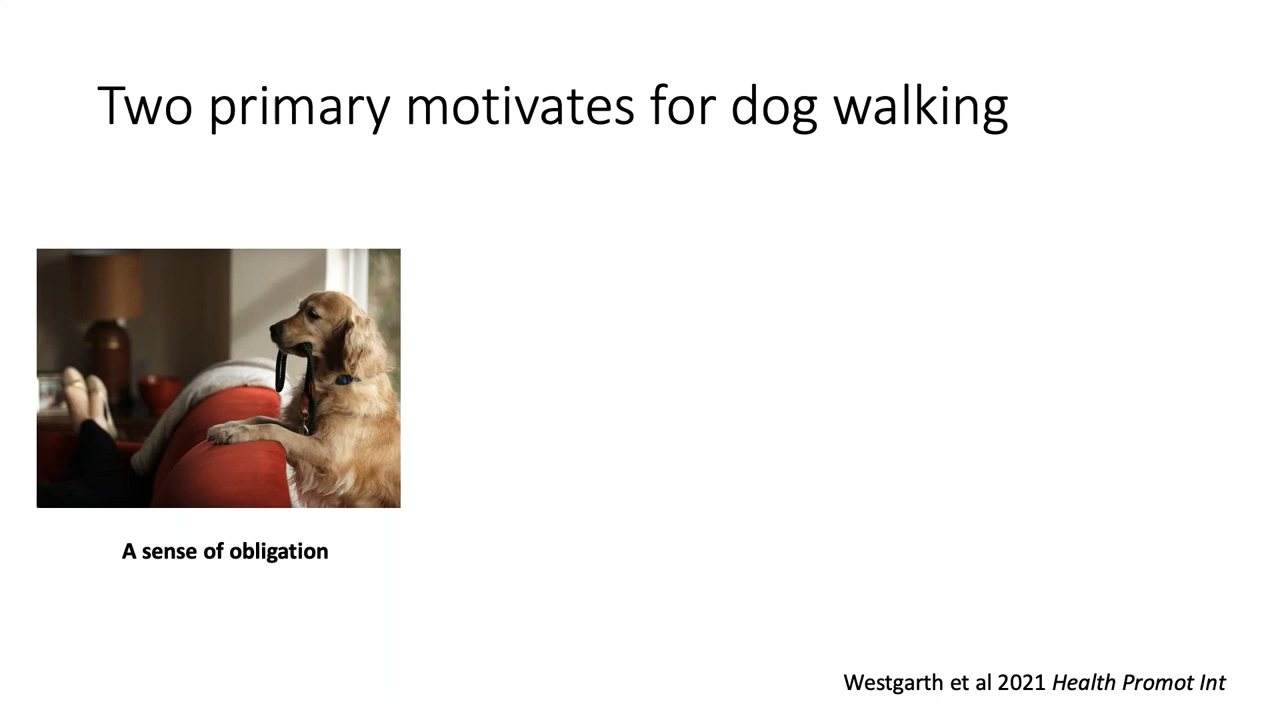 Two primary motivates for dog walking
A sense of obligation
Westgarth et al 2021 Health Promot Int